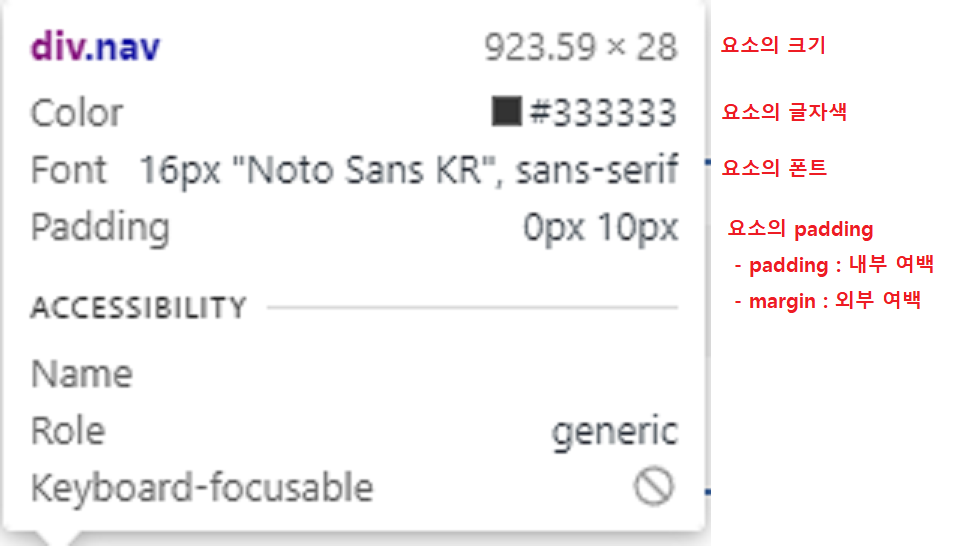 div.nav 923.59 × 28 요소의 크기
Color #333333 요소의 글자색
Font 16px "Noto Sans KR", sans-serif 요소의 폰트
Padding 0px 10px 요소의 padding
- padding : 내부 여백
- margin : 외부 여백
ACCESSIBILITY
Name
Role generic
Keyboard-focusable